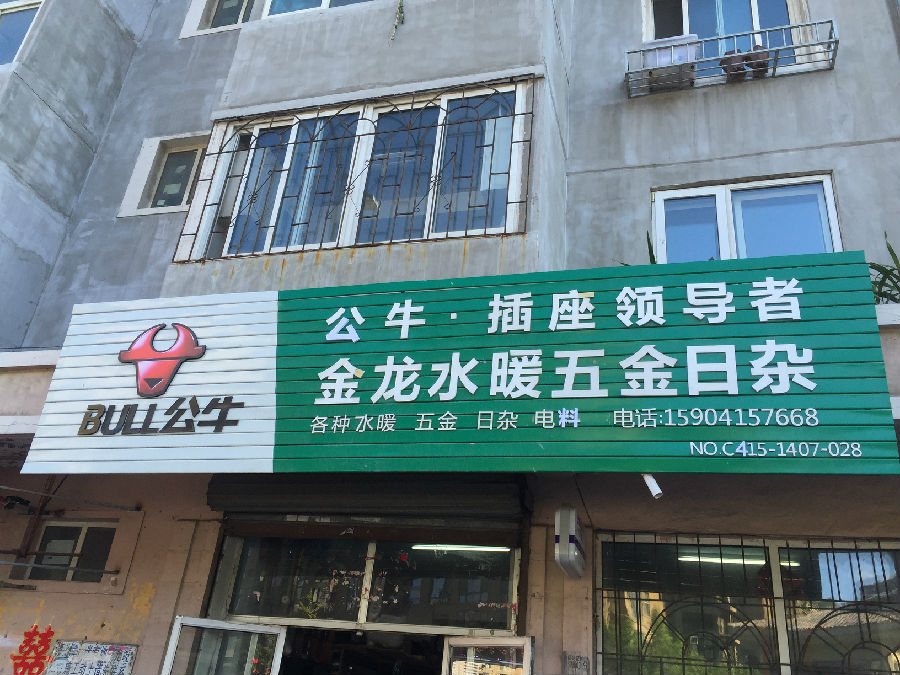 公牛·插座领导者
金龙水暖五金日杂
各种水暖 五金 日杂 电料 电话:15904157668
NO.C415-1407-028
BULL公牛
囍